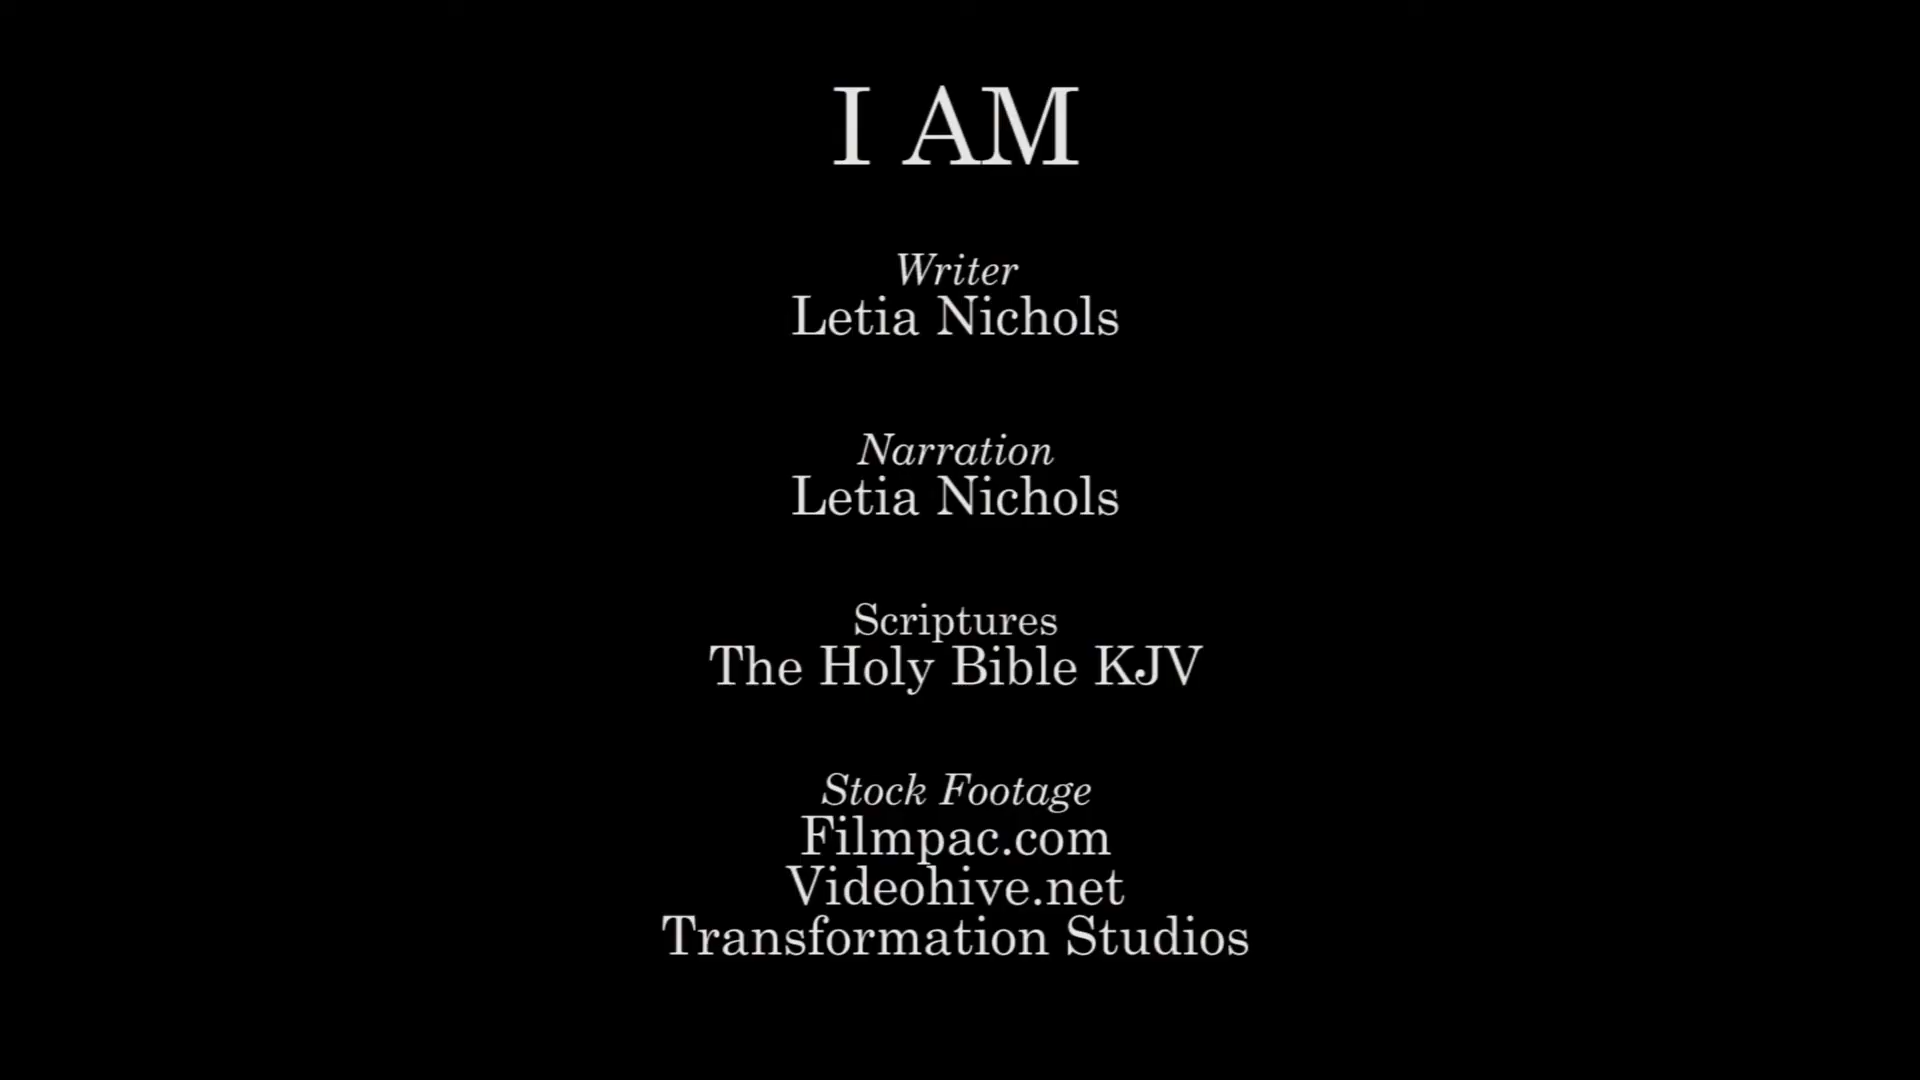 I AM
Writer
Letia Nichols
Narration
Letia Nichols
Scriptures
The Holy Bible KJV
Stock Footage
Filmpac.com
Videohive.net
Transformation Studios